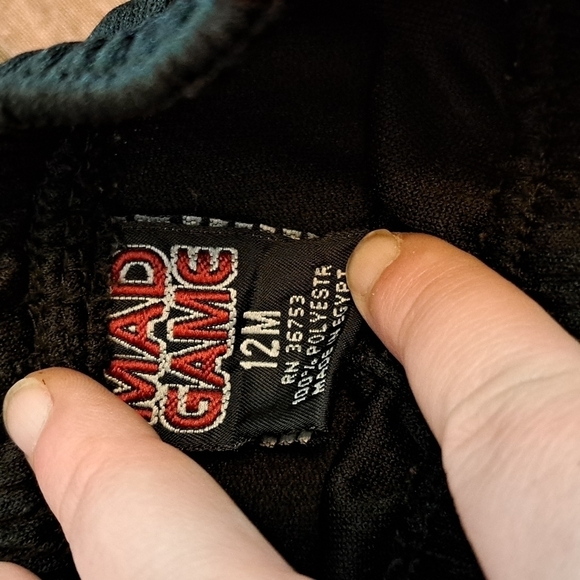 MAD
GAME
12M
RN 36753
100% POLYESTR
MADE IN EGYPT